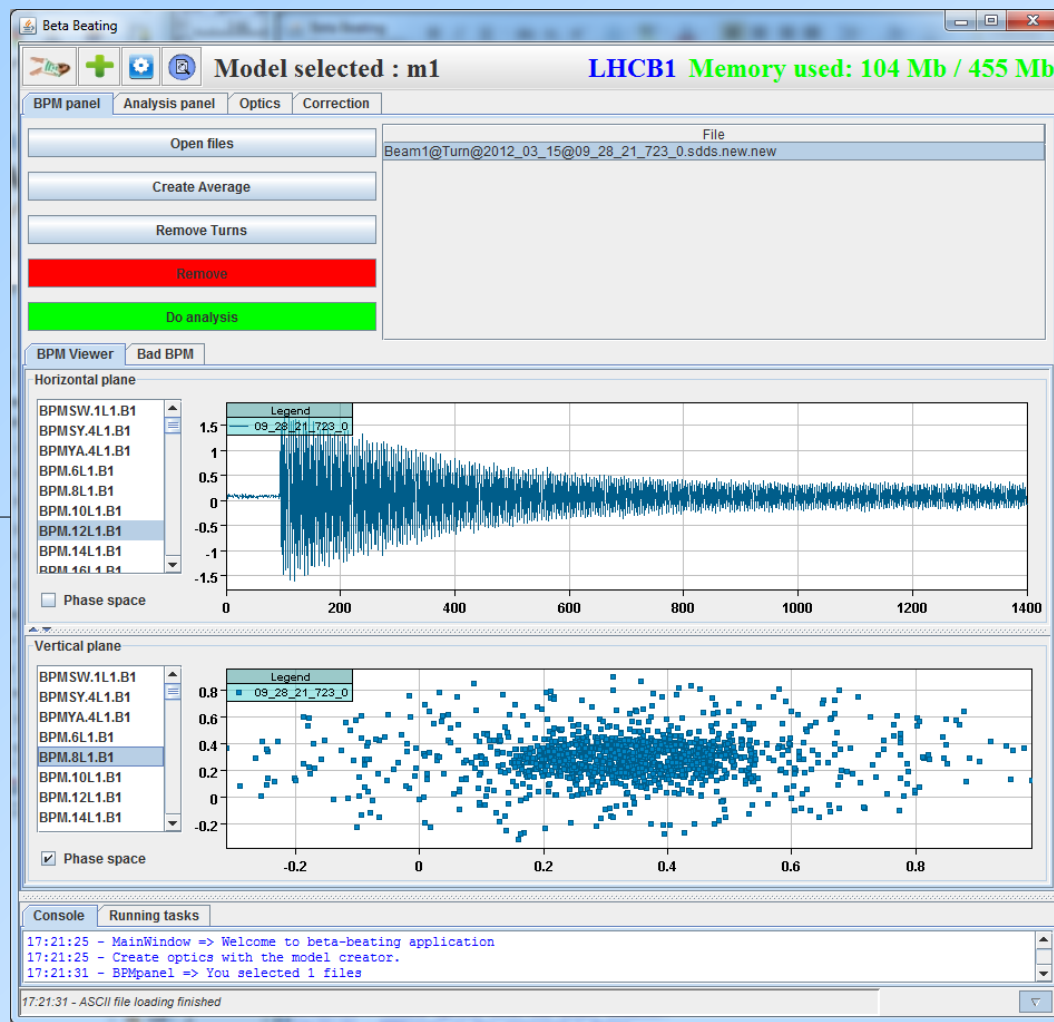 Beta Beating
Model selected : m1
LHCB1 Memory used: 104 Mb / 455 Mb
BPM panel Analysis panel Optics Correction
Open files
Create Average
Remove Turns
Remove
Do analysis
File
Beam1@Turn@2012_03_15@09_28_21_723_0.sdds.new.new
BPM Viewer Bad BPM
Horizontal plane
BPMSW.1L1.B1
BPMSY.4L1.B1
BPMYA.4L1.B1
BPM.6L1.B1
BPM.8L1.B1
BPM.10L1.B1
BPM.12L1.B1
BPM.14L1.B1
BPM.16L1.B1
Phase space
Legend
09_28_21_723_0
1.5
1
0.5
0
-0.5
-1
-1.5
0 200 400 600 800 1000 1200 1400
Vertical plane
BPMSW.1L1.B1
BPMSY.4L1.B1
BPMYA.4L1.B1
BPM.6L1.B1
BPM.8L1.B1
BPM.10L1.B1
BPM.12L1.B1
BPM.14L1.B1
Phase space
Legend
09_28_21_723_0
0.8
0.6
0.4
0.2
0
-0.2
-0.2 0 0.2 0.4 0.6 0.8
Console Running tasks
17:21:25 - MainWindow => Welcome to beta-beating application
17:21:25 - Create optics with the model creator.
17:21:31 - BPMpanel => You selected 1 files
17:21:31 - ASCII file loading finished